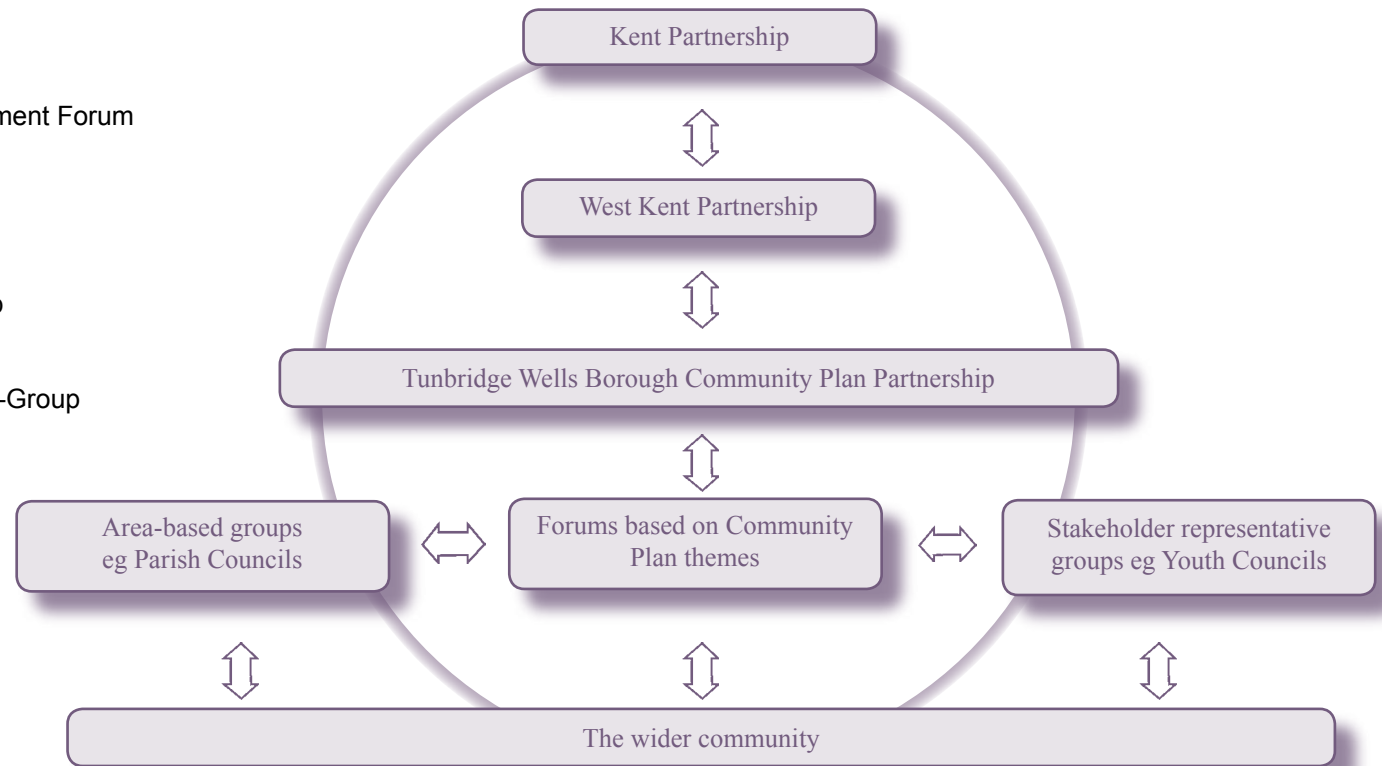 Kent Partnership
ment Forum
West Kent Partnership
Tunbridge Wells Borough Community Plan Partnership
-Group
Area-based groups
eg Parish Councils
Forums based on Community
Plan themes
Stakeholder representative
groups eg Youth Councils
The wider community